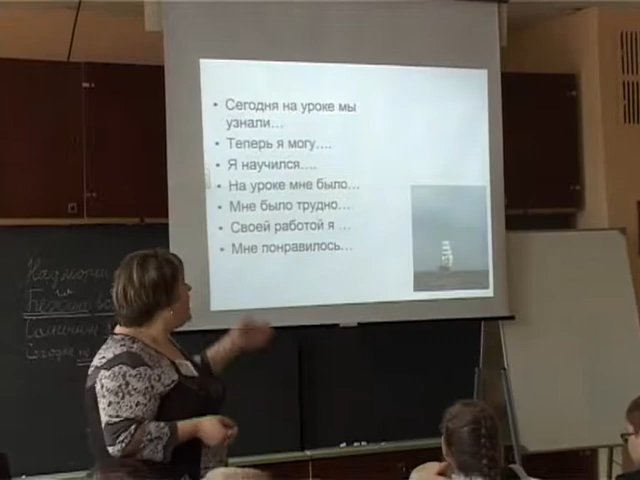 • Сегодня на уроке мы
узнали…
• Теперь я могу….
• Я научился….
• На уроке мне было…
• Мне было трудно…
• Своей работой я …
• Мне понравилось…
Сегодня